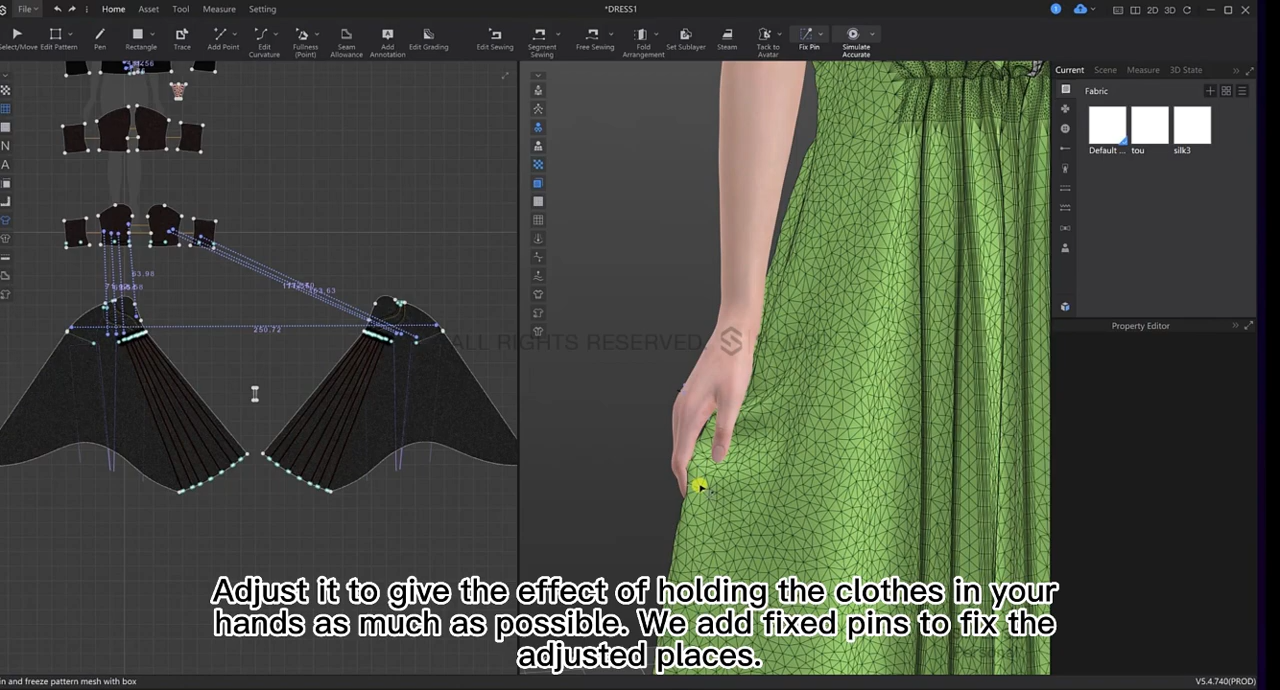 File
Home
Asset
Tool
Measure
Setting
*DRESS1
1
2D
3D
Select/Move
Edit Pattern
Pen
Rectangle
Trace
Add Point
Edit Curvature
Fullness (Point)
Seam Allowance
Add Annotation
Edit Grading
Edit Sewing
Segment Sewing
Free Sewing
Fold Arrangement
Set Sublayer
Steam
Tack to Avatar
Fix Pin
Simulate Accurate
Current
Scene
Measure
3D State
Fabric
Default ...
tou
silk3
Property Editor
63.98
250.72
ALL RIGHTS RESERVED
Adjust it to give the effect of holding the clothes in your
hands as much as possible. We add fixed pins to fix the
adjusted places.
Personal
in and freeze pattern mesh with box
V5.4.740(PROD)